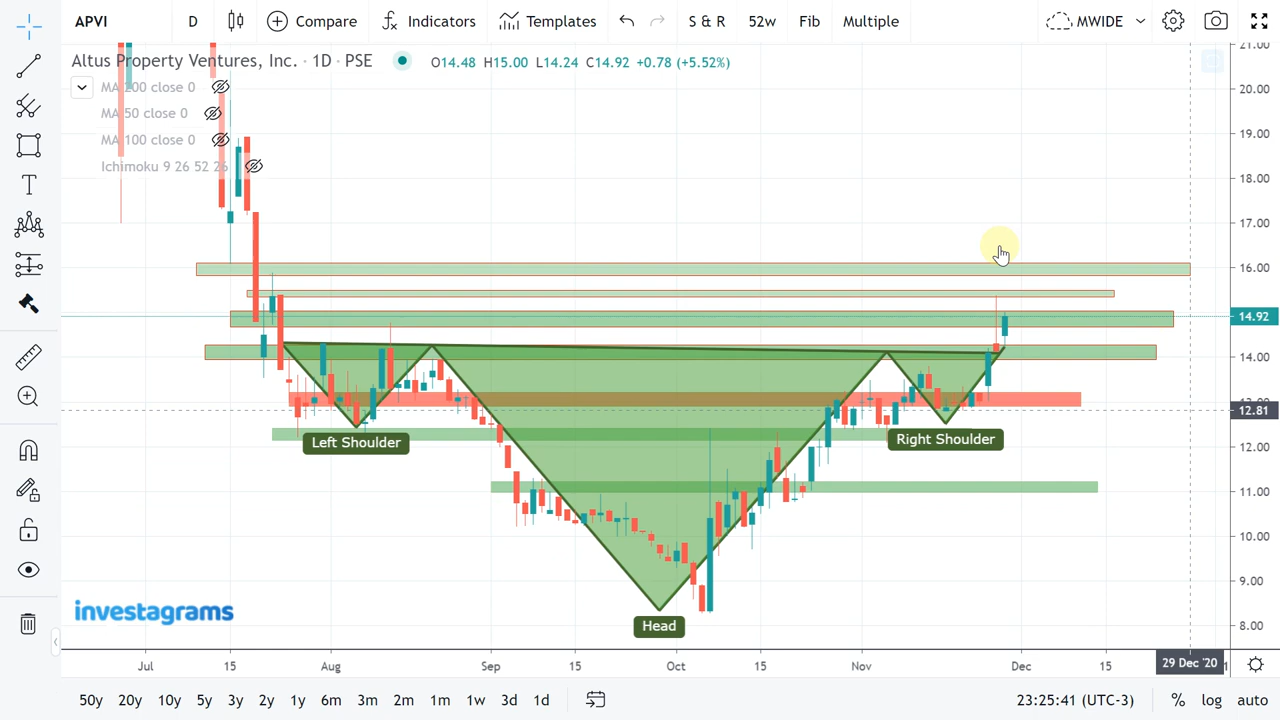 APVI D Compare Indicators Templates S & R 52w Fib Multiple MWIDE
Altus Property Ventures, Inc. · 1D · PSE O14.48 H15.00 L14.24 C14.92 +0.78 (+5.52%)
MA 200 close 0
MA 50 close 0
MA 100 close 0
Ichimoku 9 26 52 26
21.00
20.00
19.00
18.00
17.00
16.00
14.92
14.00
12.81
12.00
11.00
10.00
9.00
8.00
Left Shoulder
Right Shoulder
Head
investagrams
Jul 15 Aug Sep 15 Oct 15 Nov Dec 15 29 Dec '20
50y 20y 10y 5y 3y 2y 1y 6m 3m 2m 1m 1w 3d 1d 23:25:41 (UTC-3) % log auto